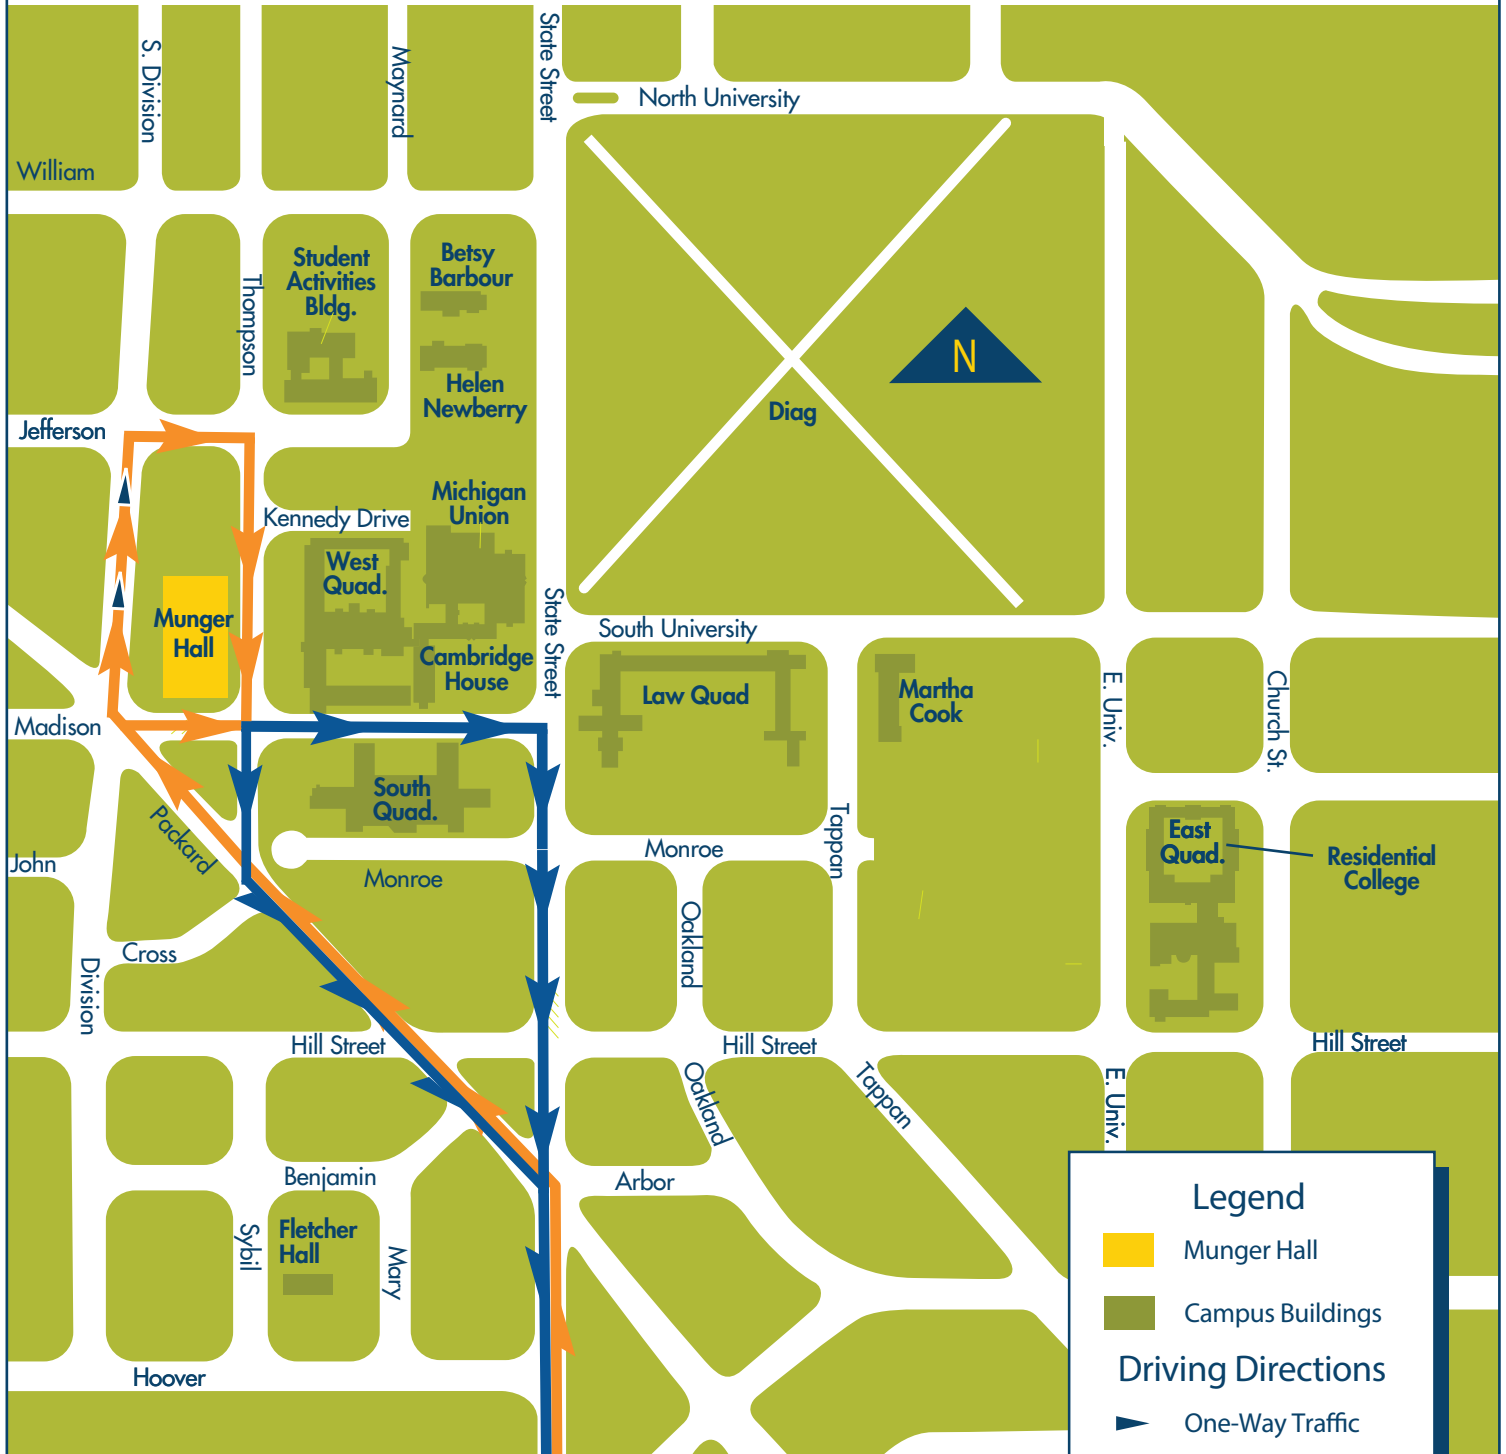 State Street
S. Division
Maynard
North University
William
Student
Activities
Bldg.
Betsy
Barbour
Thompson
N
Helen
Newberry
Diag
Jefferson
Michigan
Union
Kennedy Drive
West
Quad.
State Street
Munger
Hall
South University
Cambridge
House
Law Quad
Martha
Cook
E. Univ.
Church St.
Madison
South
Quad.
Packard
Tappan
Monroe
East
Quad.
Residential
College
John
Monroe
Oakland
Cross
Division
Hill Street
Hill Street
Hill Street
Oakland
Tappan
E. Univ.
Benjamin
Arbor
Sybil
Fletcher
Hall
Mary
Hoover
Legend
Munger Hall
Campus Buildings
Driving Directions
One-Way Traffic